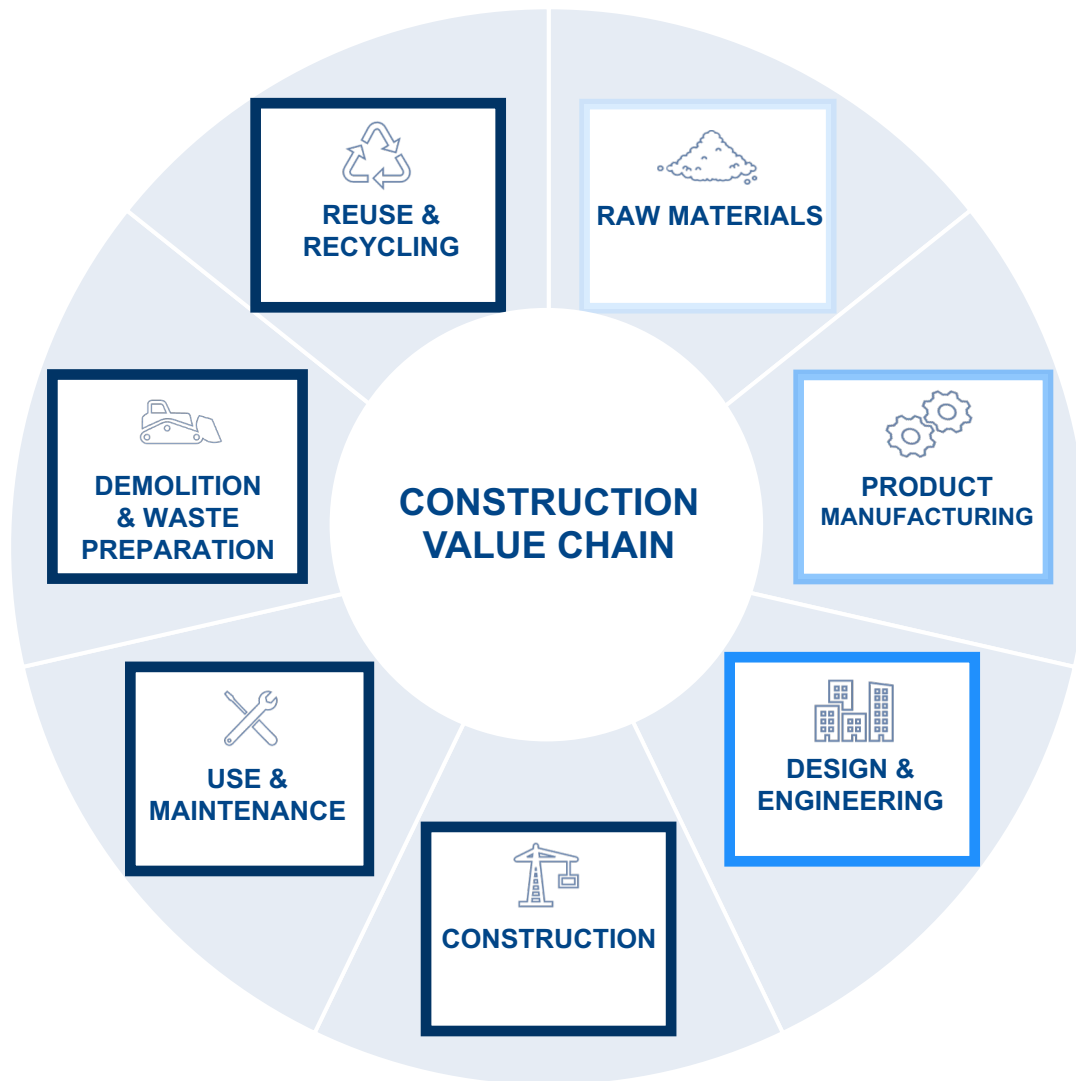 REUSE &
RECYCLING
RAW MATERIALS
DEMOLITION
& WASTE
PREPARATION
CONSTRUCTION
VALUE CHAIN
PRODUCT
MANUFACTURING
USE &
MAINTENANCE
DESIGN &
ENGINEERING
CONSTRUCTION